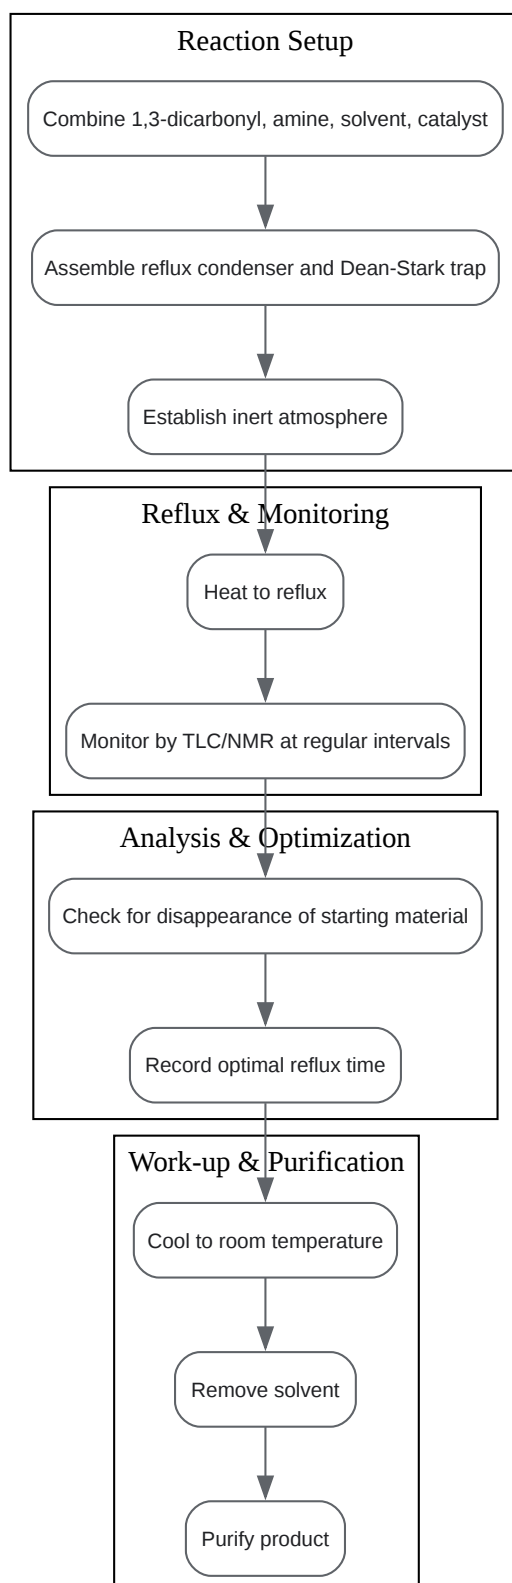 Reaction Setup
Combine 1,3-dicarbonyl, amine, solvent, catalyst
Assemble reflux condenser and Dean-Stark trap
Establish inert atmosphere
Reflux & Monitoring
Heat to reflux
Monitor by TLC/NMR at regular intervals
Analysis & Optimization
Check for disappearance of starting material
Record optimal reflux time
Work-up & Purification
Cool to room temperature
Remove solvent
Purify product